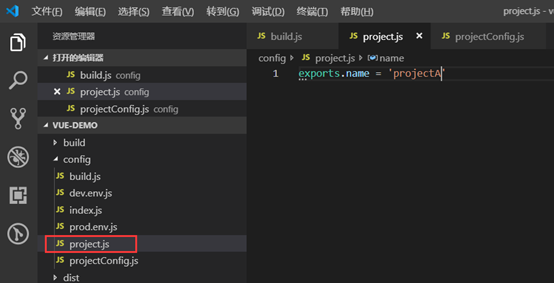 文件(F) 编辑(E) 选择(S) 查看(V) 转到(G) 调试(D) 终端(T) 帮助(H) project.js - v
资源管理器
打开的编辑器
JS build.js config
× JS project.js config
JS projectConfig.js config
VUE-DEMO
build
config
JS build.js
JS dev.env.js
JS index.js
JS prod.env.js
JS project.js
JS projectConfig.js
dist
JS build.js JS project.js × JS projectConfig.js
config ▸ JS project.js ▸ name
1 exports.name = 'projectA'